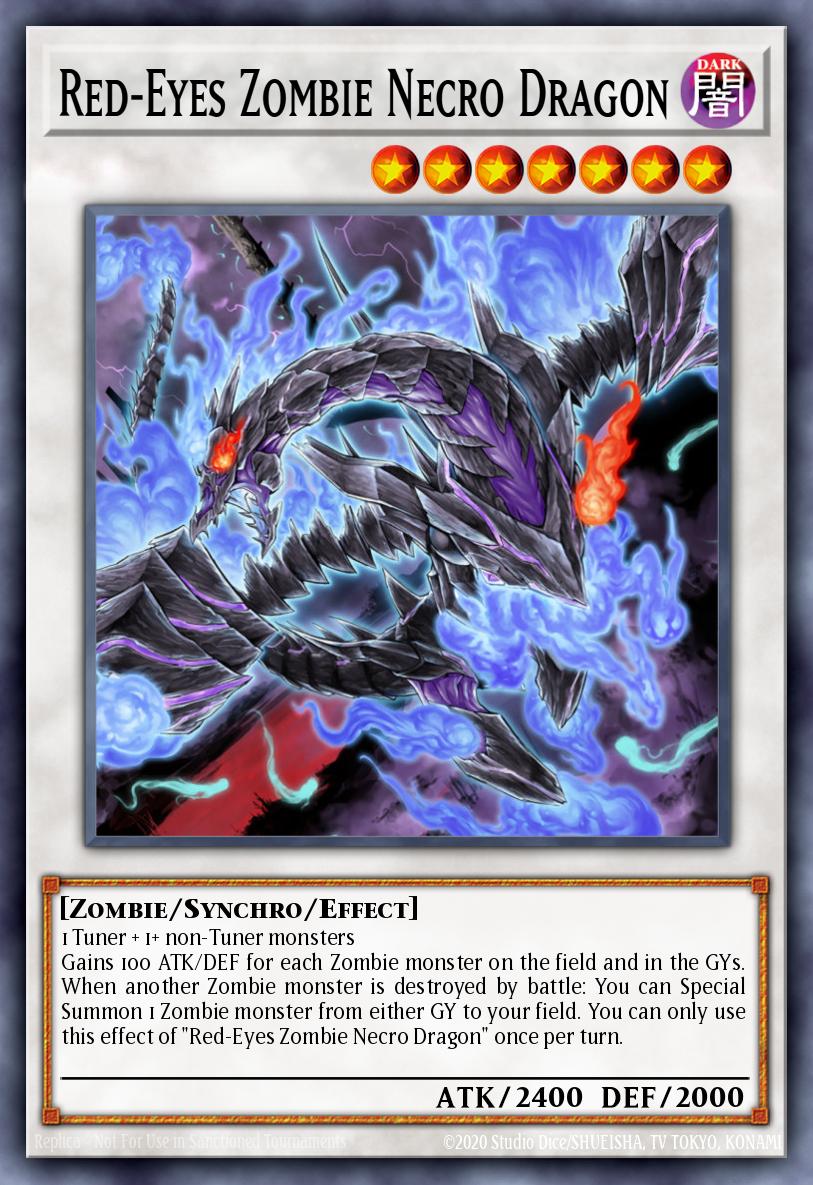 Red-Eyes Zombie Necro Dragon
DARK
闇
[Zombie/Synchro/Effect]
1 Tuner + 1+ non-Tuner monsters
Gains 100 ATK/DEF for each Zombie monster on the field and in the GYs.
When another Zombie monster is destroyed by battle: You can Special
Summon 1 Zombie monster from either GY to your field. You can only use
this effect of "Red-Eyes Zombie Necro Dragon" once per turn.
ATK/2400 DEF/2000
Replica - Not For Use in Sanctioned Tournaments
©2020 Studio Dice/SHUEISHA, TV TOKYO, KONAMI